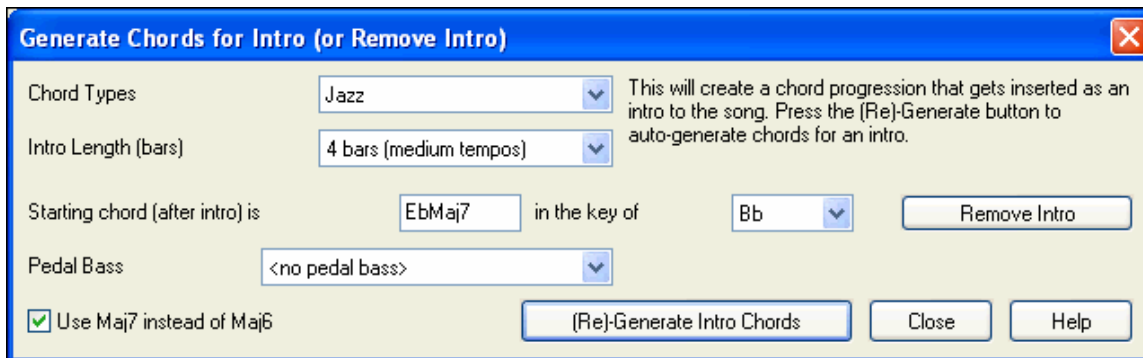 Generate Chords for Intro (or Remove Intro)
Chord Types
Jazz
This will create a chord progression that gets inserted as an
intro to the song. Press the (Re)-Generate button to
auto-generate chords for an intro.
Intro Length (bars)
4 bars (medium tempos)
Starting chord (after intro) is
EbMaj7
in the key of
Bb
Remove Intro
Pedal Bass
<no pedal bass>
Use Maj7 instead of Maj6
(Re)-Generate Intro Chords
Close
Help